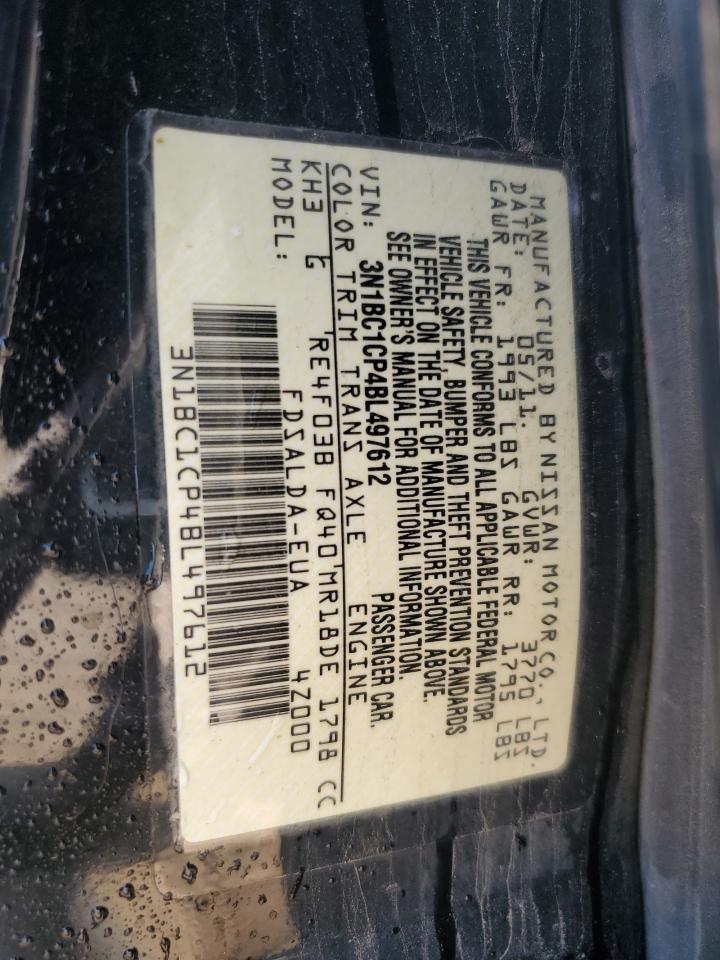 MANUFACTURED BY NISSAN MOTOR CO., LTD.
DATE: 05/11. GVWR: 3770 LBS
GAWR FR: 1993 LBS GAWR RR: 1795 LBS
THIS VEHICLE CONFORMS TO ALL APPLICABLE FEDERAL MOTOR
VEHICLE SAFETY, BUMPER AND THEFT PREVENTION STANDARDS
IN EFFECT ON THE DATE OF MANUFACTURE SHOWN ABOVE.
SEE OWNER'S MANUAL FOR ADDITIONAL INFORMATION.
VIN: 3N1BC1CP4BL497612 PASSENGER CAR.
COLOR TRIM TRANS AXLE ENGINE
KH3 G RE4F03B FQ40 MR18DE 1798 CC
MODEL: FDSALDA-EUA 4Z000
3N1BC1CP4BL497612